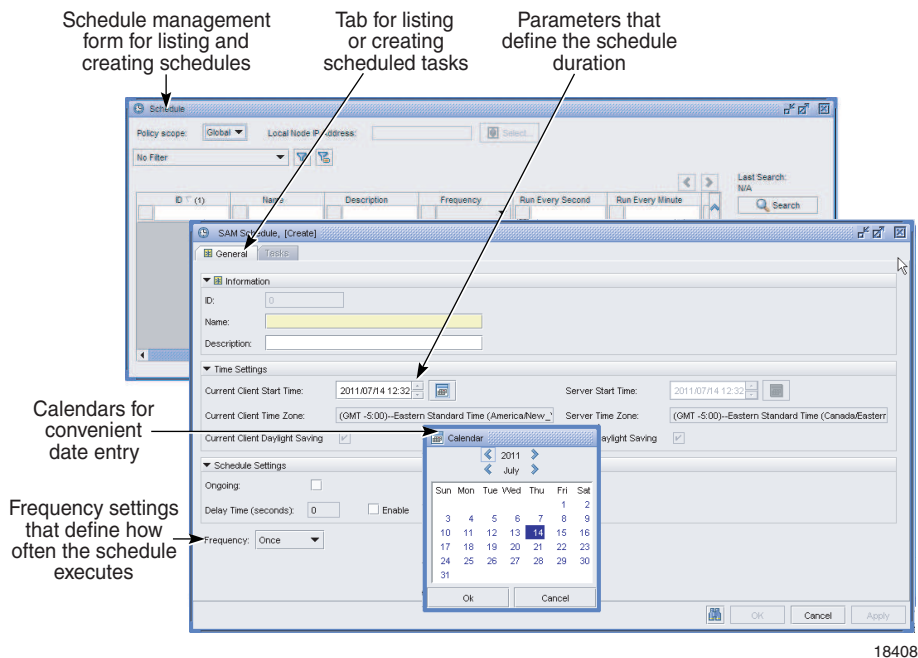 Schedule management
form for listing and
creating schedules
Tab for listing
or creating
scheduled tasks
Parameters that
define the schedule
duration
Schedule
Policy scope: Global Local Node IP Address: Select...
No Filter
Last Search:
N/A
ID (1) Name Description Frequency Run Every Second Run Every Minute
Search
SAM Schedule, [Create]
General Tasks
Information
ID: 0
Name:
Description:
Time Settings
Current Client Start Time: 2011/07/14 12:32 Server Start Time: 2011/07/14 12:32
Current Client Time Zone: (GMT -5:00)--Eastern Standard Time (America/New_ Server Time Zone: (GMT -5:00)--Eastern Standard Time (Canada/Eastern
Calendars for
convenient
date entry
Current Client Daylight Saving aylight Saving
Calendar
2011
July
Sun Mon Tue Wed Thu Fri Sat
1 2
3 4 5 6 7 8 9
10 11 12 13 14 15 16
17 18 19 20 21 22 23
24 25 26 27 28 29 30
31
Ok Cancel
Schedule Settings
Ongoing:
Delay Time (seconds): 0 Enable
Frequency settings
that define how
often the schedule
executes
Frequency: Once
OK Cancel Apply
18408